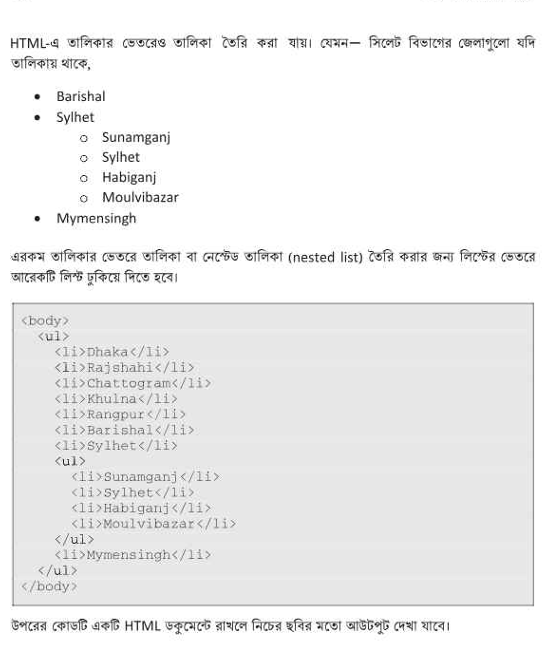 HTML-এ তালিকার ভেতরেও তালিকা তৈরি করা যায়। যেমন— সিলেট বিভাগের জেলাগুলো যদি
তালিকায় থাকে,
• Barishal
• Sylhet
o Sunamganj
o Sylhet
o Habiganj
o Moulvibazar
• Mymensingh
এরকম তালিকার ভেতরে তালিকা বা নেস্টেড তালিকা (nested list) তৈরি করার জন্য লিস্টের ভেতরে
আরেকটি লিস্ট ঢুকিয়ে দিতে হবে।
<body>
<ul>
<li>Dhaka</li>
<li>Rajshahi</li>
<li>Chattogram</li>
<li>Khulna</li>
<li>Rangpur</li>
<li>Barishal</li>
<li>Sylhet</li>
<ul>
<li>Sunamganj</li>
<li>Sylhet</li>
<li>Habiganj</li>
<li>Moulvibazar</li>
</ul>
<li>Mymensingh</li>
</ul>
</body>
উপরের কোডটি একটি HTML ডকুমেন্টে রাখলে নিচের ছবির মতো আউটপুট দেখা যাবে।